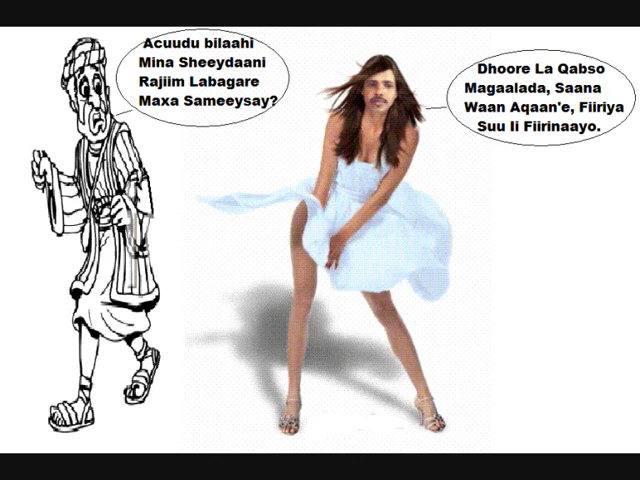 Acuudu bilaahi
Mina Sheeydaani
Rajiim Labagare
Maxa Sameeysay?
Dhoore La Qabso
Magaalada, Saana
Waan Aqaan'e, Fiiriya
Suu Ii Fiirinaayo.